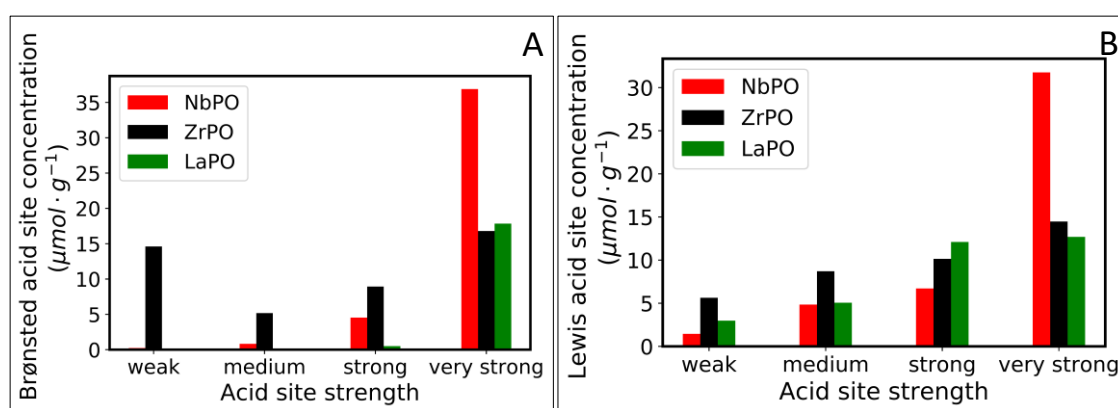 A
Brønsted acid site concentration
(μmol · g⁻¹)
35
30
25
20
15
10
5
0
NbPO
ZrPO
LaPO
weak medium strong very strong
Acid site strength
B
Lewis acid site concentration
(μmol · g⁻¹)
30
25
20
15
10
5
0
NbPO
ZrPO
LaPO
weak medium strong very strong
Acid site strength